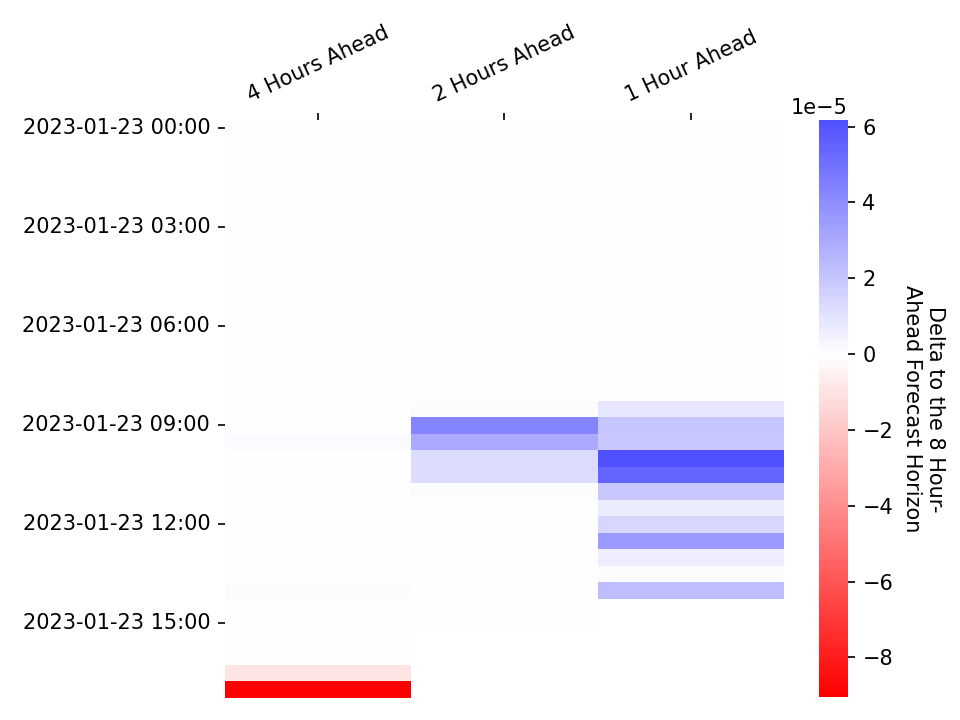 4 Hours Ahead
2 Hours Ahead
1 Hour Ahead
1e−5
2023-01-23 00:00
2023-01-23 03:00
2023-01-23 06:00
2023-01-23 09:00
2023-01-23 12:00
2023-01-23 15:00
6
4
2
0
−2
−4
−6
−8
Delta to the 8 Hour-
Ahead Forecast Horizon